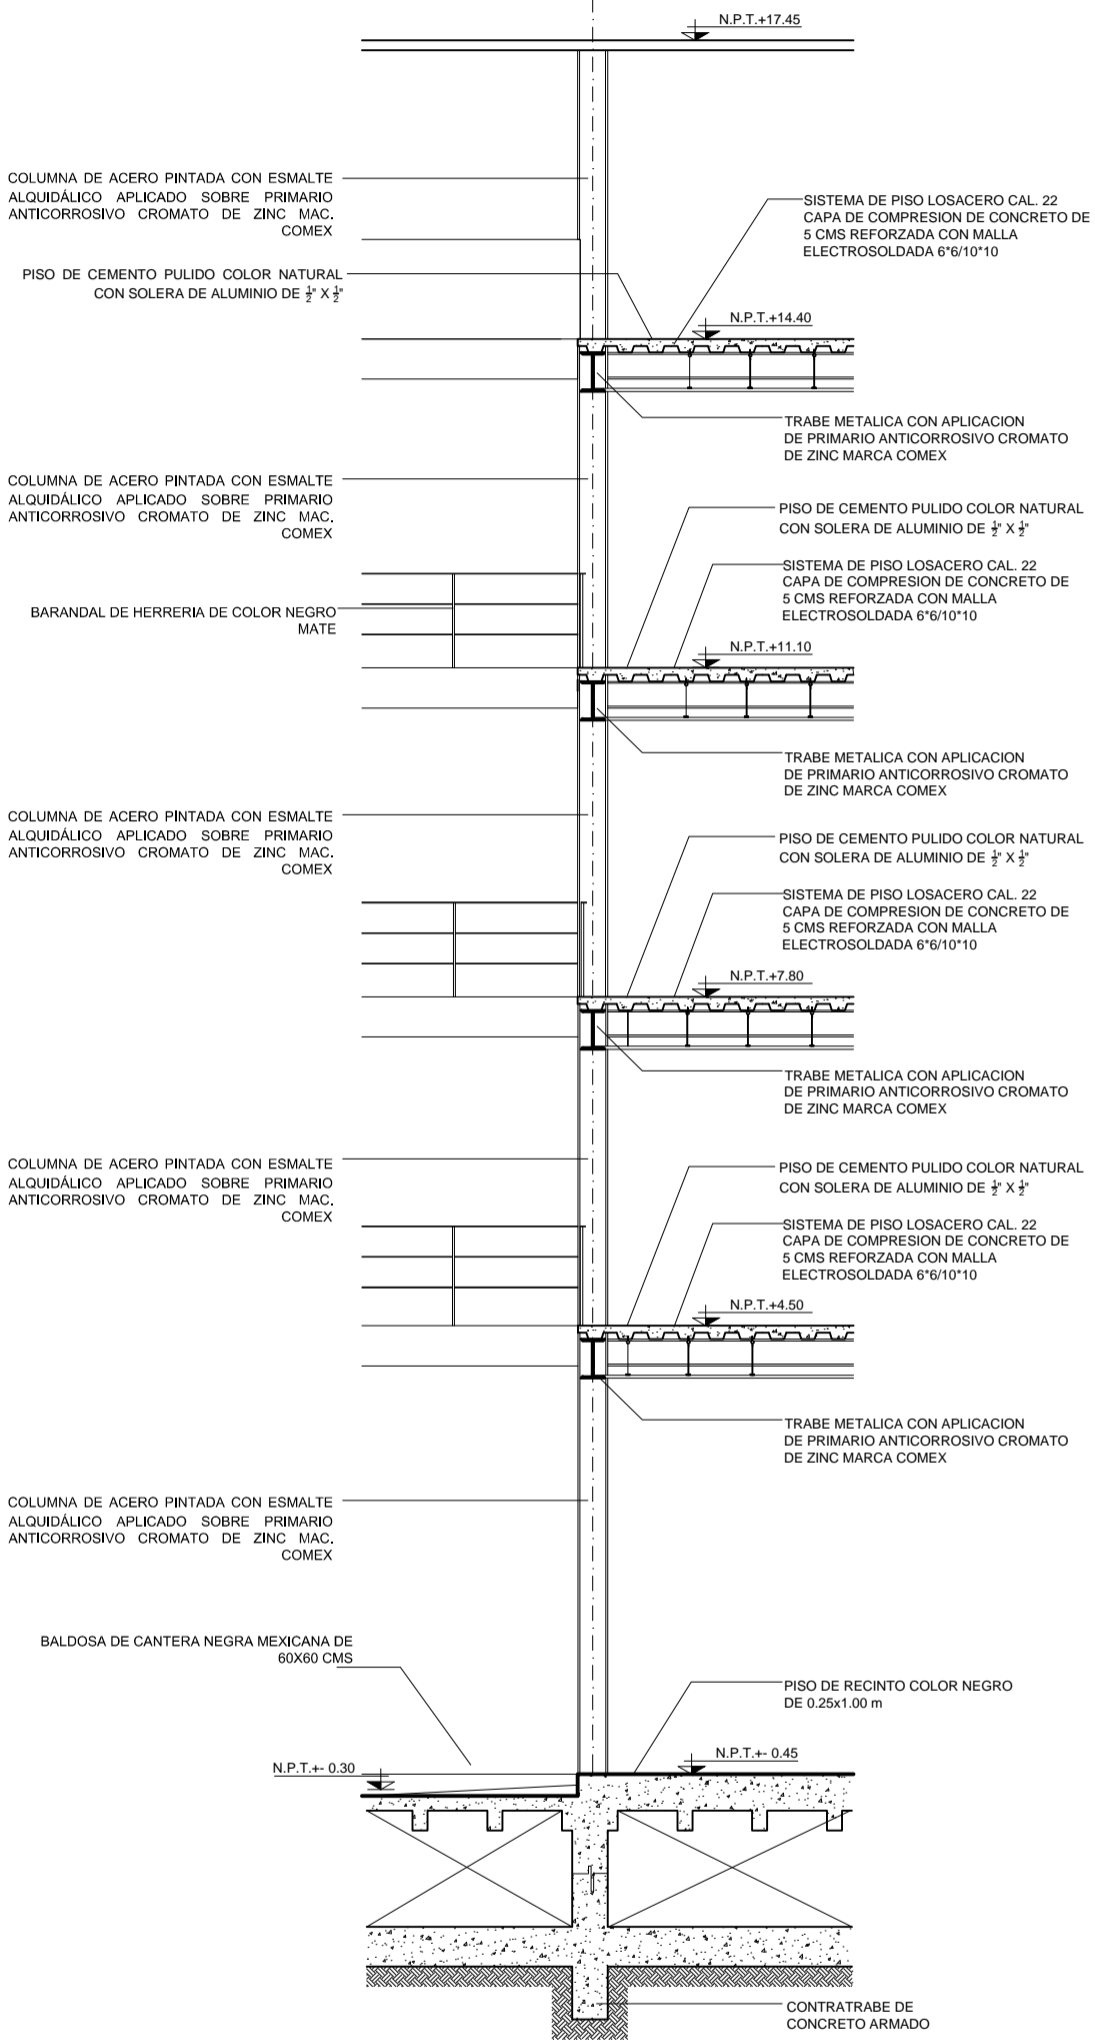 N.P.T.+17.45
COLUMNA DE ACERO PINTADA CON ESMALTE
ALQUIDÁLICO APLICADO SOBRE PRIMARIO
ANTICORROSIVO CROMATO DE ZINC MAC.
COMEX
SISTEMA DE PISO LOSACERO CAL. 22
CAPA DE COMPRESION DE CONCRETO DE
5 CMS REFORZADA CON MALLA
ELECTROSOLDADA 6*6/10*10
PISO DE CEMENTO PULIDO COLOR NATURAL
CON SOLERA DE ALUMINIO DE ½" X ½"
N.P.T.+14.40
TRABE METALICA CON APLICACION
DE PRIMARIO ANTICORROSIVO CROMATO
DE ZINC MARCA COMEX
COLUMNA DE ACERO PINTADA CON ESMALTE
ALQUIDÁLICO APLICADO SOBRE PRIMARIO
ANTICORROSIVO CROMATO DE ZINC MAC.
COMEX
PISO DE CEMENTO PULIDO COLOR NATURAL
CON SOLERA DE ALUMINIO DE ½" X ½"
SISTEMA DE PISO LOSACERO CAL. 22
CAPA DE COMPRESION DE CONCRETO DE
5 CMS REFORZADA CON MALLA
ELECTROSOLDADA 6*6/10*10
BARANDAL DE HERRERIA DE COLOR NEGRO
MATE
N.P.T.+11.10
TRABE METALICA CON APLICACION
DE PRIMARIO ANTICORROSIVO CROMATO
DE ZINC MARCA COMEX
COLUMNA DE ACERO PINTADA CON ESMALTE
ALQUIDÁLICO APLICADO SOBRE PRIMARIO
ANTICORROSIVO CROMATO DE ZINC MAC.
COMEX
PISO DE CEMENTO PULIDO COLOR NATURAL
CON SOLERA DE ALUMINIO DE ½" X ½"
SISTEMA DE PISO LOSACERO CAL. 22
CAPA DE COMPRESION DE CONCRETO DE
5 CMS REFORZADA CON MALLA
ELECTROSOLDADA 6*6/10*10
N.P.T.+7.80
TRABE METALICA CON APLICACION
DE PRIMARIO ANTICORROSIVO CROMATO
DE ZINC MARCA COMEX
COLUMNA DE ACERO PINTADA CON ESMALTE
ALQUIDÁLICO APLICADO SOBRE PRIMARIO
ANTICORROSIVO CROMATO DE ZINC MAC.
COMEX
PISO DE CEMENTO PULIDO COLOR NATURAL
CON SOLERA DE ALUMINIO DE ½" X ½"
SISTEMA DE PISO LOSACERO CAL. 22
CAPA DE COMPRESION DE CONCRETO DE
5 CMS REFORZADA CON MALLA
ELECTROSOLDADA 6*6/10*10
N.P.T.+4.50
TRABE METALICA CON APLICACION
DE PRIMARIO ANTICORROSIVO CROMATO
DE ZINC MARCA COMEX
COLUMNA DE ACERO PINTADA CON ESMALTE
ALQUIDÁLICO APLICADO SOBRE PRIMARIO
ANTICORROSIVO CROMATO DE ZINC MAC.
COMEX
BALDOSA DE CANTERA NEGRA MEXICANA DE
60X60 CMS
PISO DE RECINTO COLOR NEGRO
DE 0.25x1.00 m
N.P.T.+- 0.30
N.P.T.+- 0.45
CONTRATRABE DE
CONCRETO ARMADO